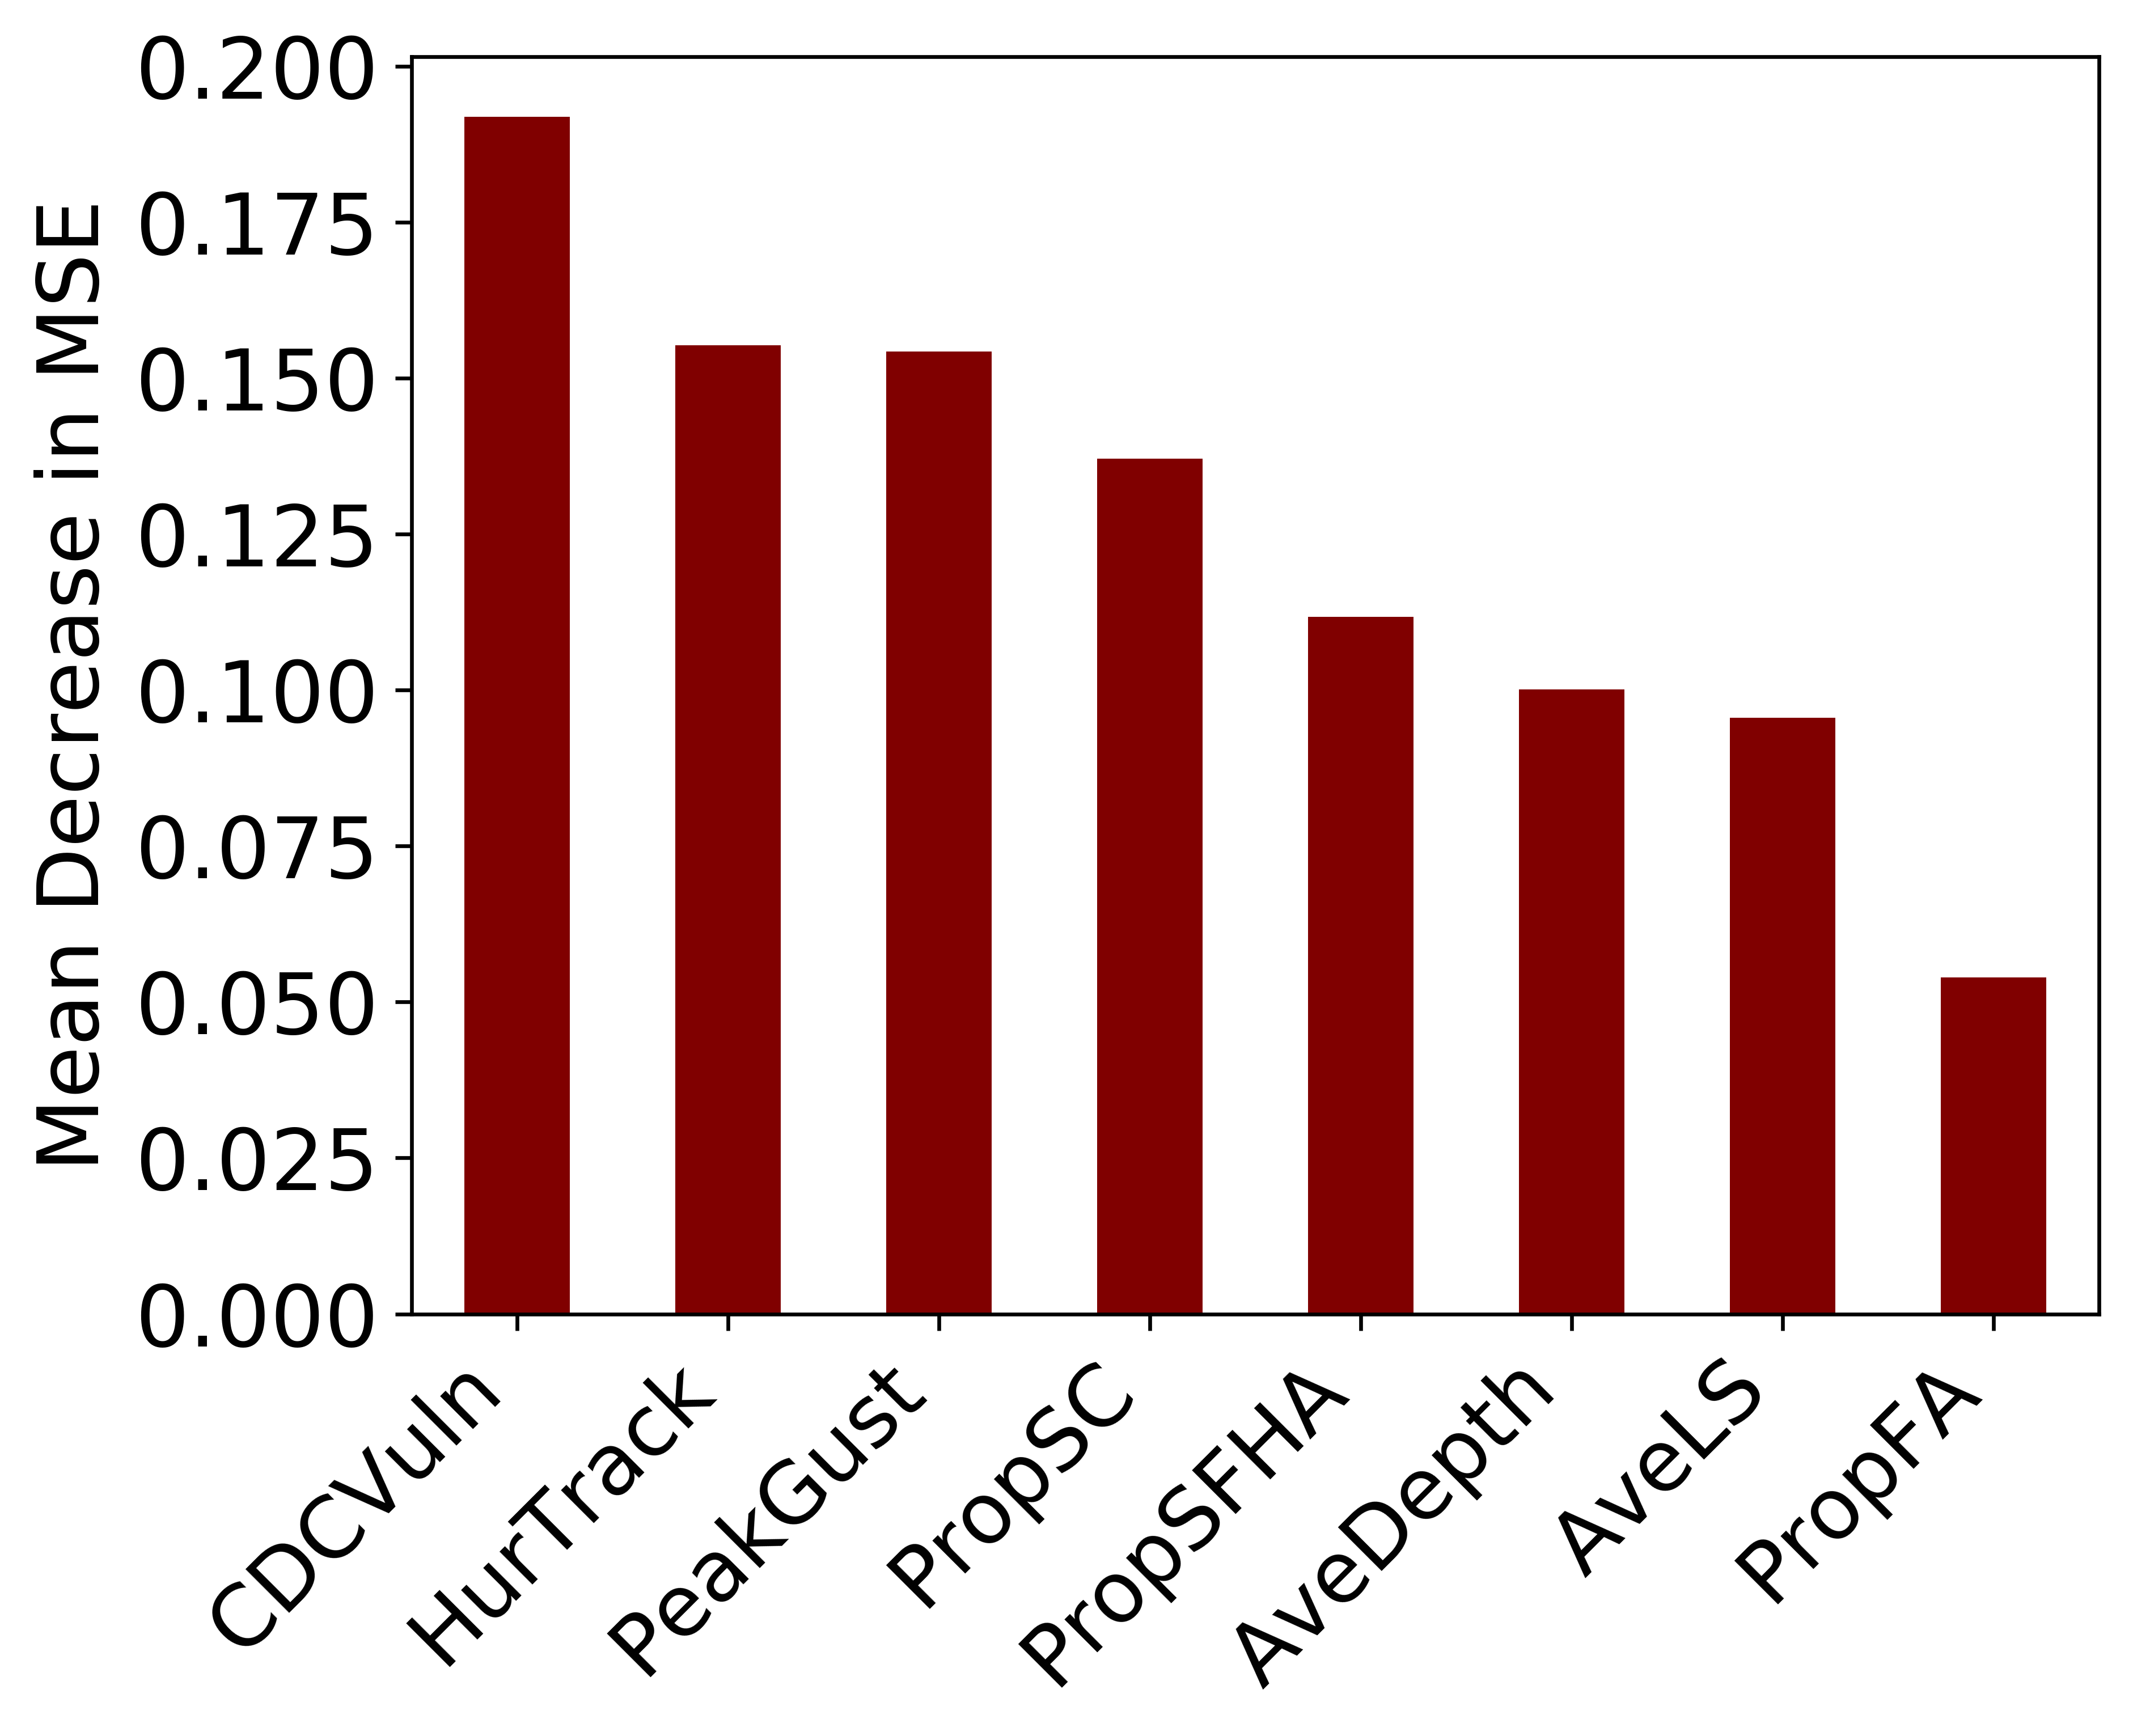 Mean Decrease in MSE
0.200
0.175
0.150
0.125
0.100
0.075
0.050
0.025
0.000
CDCVuln
HurTrack
PeakGust
PropSC
PropSFHA
AveDepth
AveLS
PropFA